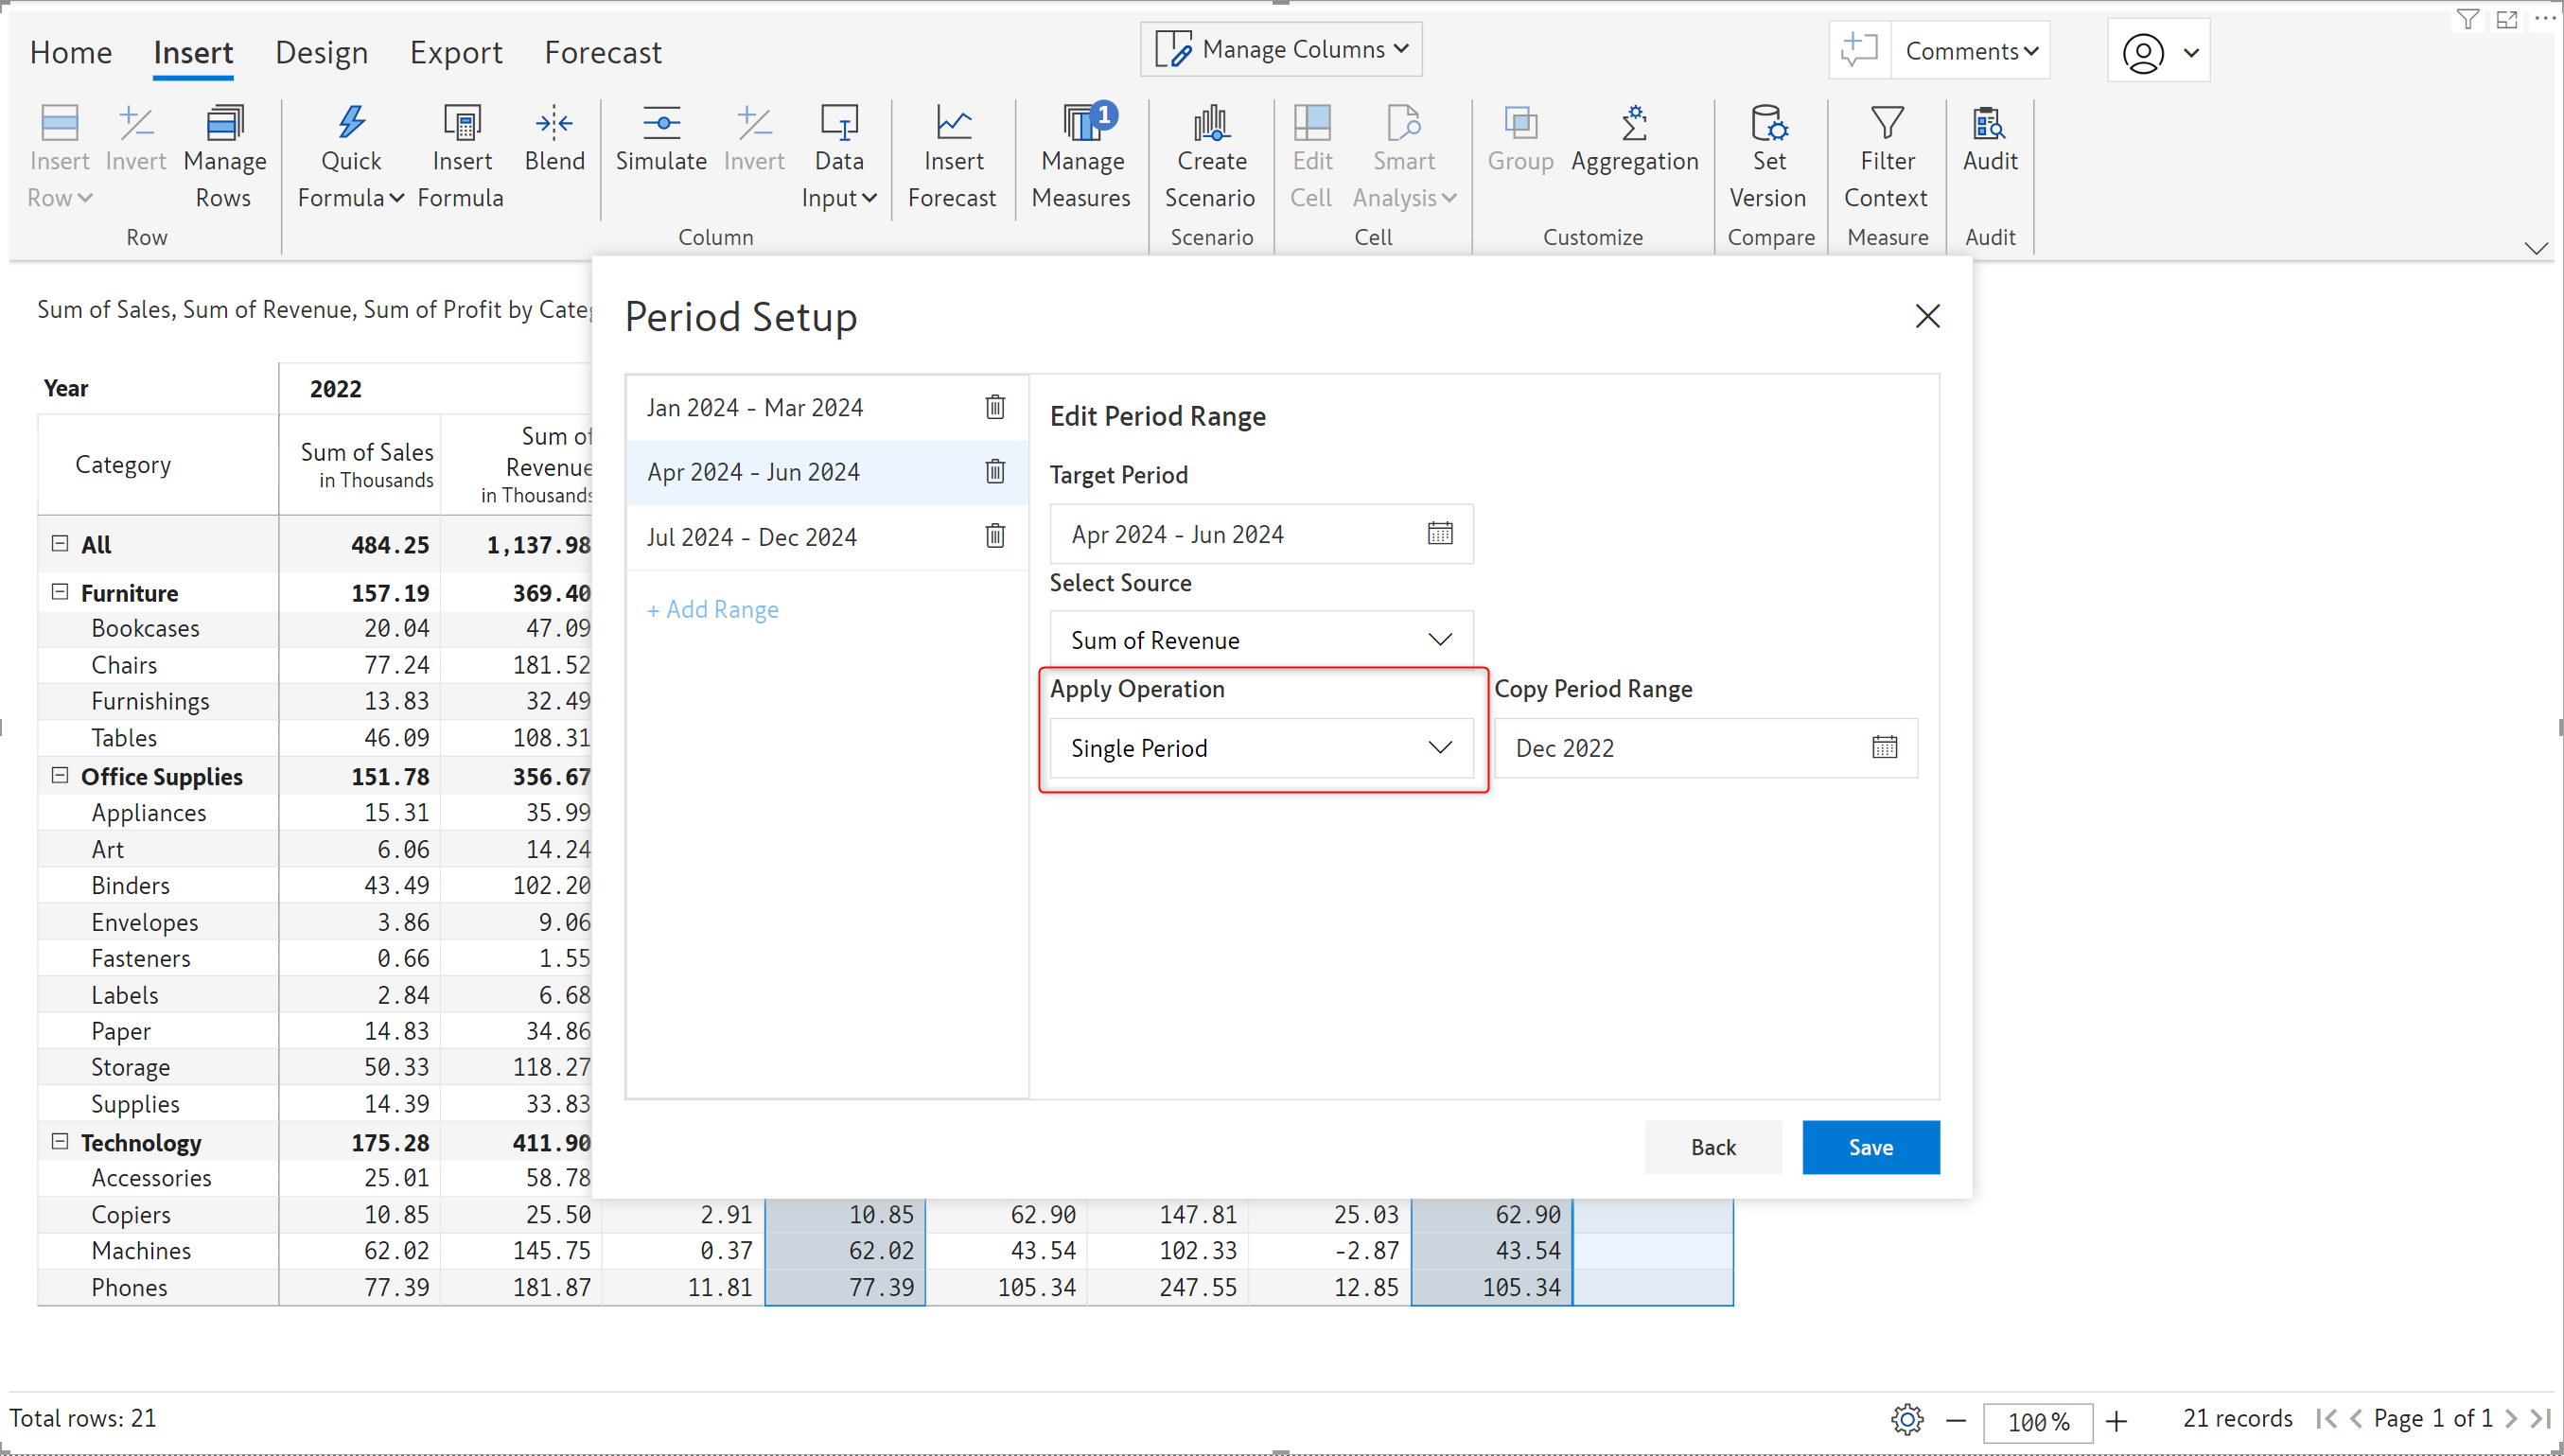 Home Insert Design Export Forecast Manage Columns Comments
Insert Row Invert Manage Rows Quick Formula Insert Formula Blend Simulate Invert Data Input Insert Forecast Manage Measures 1 Create Scenario Edit Cell Smart Analysis Group Aggregation Set Version Filter Context Audit
Row Column Scenario Cell Customize Compare Measure Audit
Sum of Sales, Sum of Revenue, Sum of Profit by
Year 2022
Category Sum of Sales in Thousands Sum of Revenue in Thousands
All 484.25 1,137.98
Furniture 157.19 369.40
Bookcases 20.04 47.09
Chairs 77.24 181.52
Furnishings 13.83 32.49
Tables 46.09 108.31
Office Supplies 151.78 356.67
Appliances 15.31 35.99
Art 6.06 14.24
Binders 43.49 102.20
Envelopes 3.86 9.06
Fasteners 0.66 1.55
Labels 2.84 6.68
Paper 14.83 34.86
Storage 50.33 118.27
Supplies 14.39 33.83
Technology 175.28 411.90
Accessories 25.01 58.78
Copiers 10.85 25.50 2.91 10.85 62.90 147.81 25.03 62.90
Machines 62.02 145.75 0.37 62.02 43.54 102.33 -2.87 43.54
Phones 77.39 181.87 11.81 77.39 105.34 247.55 12.85 105.34
Period Setup
Jan 2024 - Mar 2024
Apr 2024 - Jun 2024
Jul 2024 - Dec 2024
+ Add Range
Edit Period Range
Target Period
Apr 2024 - Jun 2024
Select Source
Sum of Revenue
Apply Operation Copy Period Range
Single Period Dec 2022
Back Save
Total rows: 21 100% 21 records Page 1 of 1